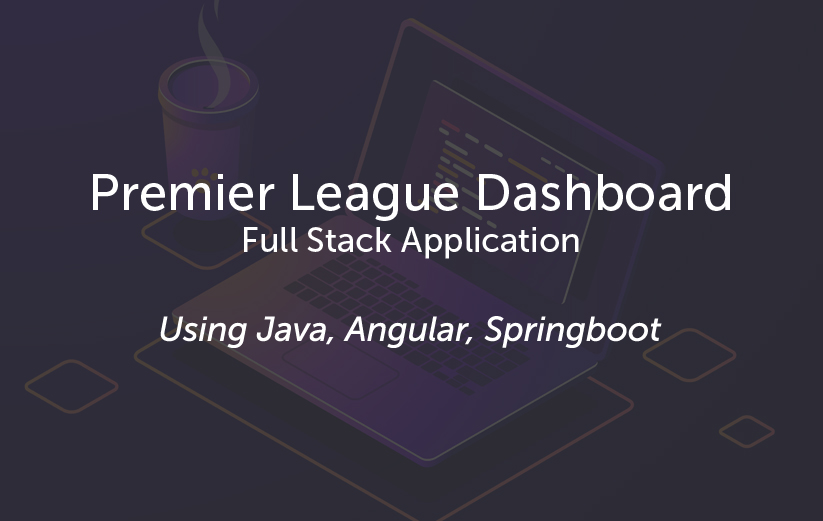 Premier League Dashboard
Full Stack Application
Using Java, Angular, Springboot